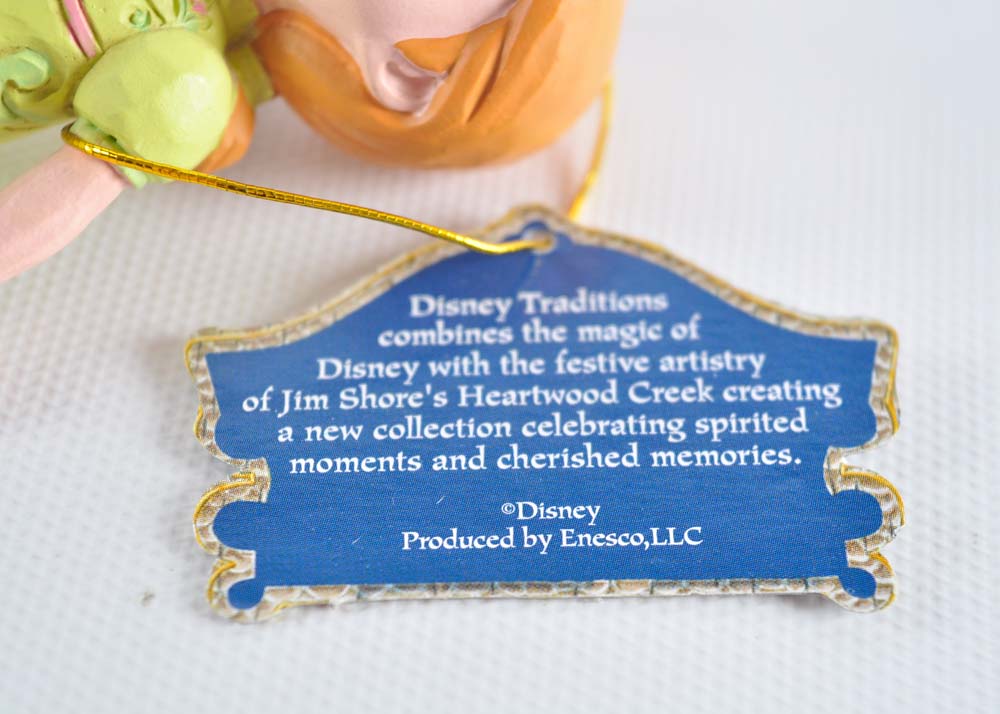 Disney Traditions
combines the magic of
Disney with the festive artistry
of Jim Shore's Heartwood Creek creating
a new collection celebrating spirited
moments and cherished memories.
©Disney
Produced by Enesco,LLC